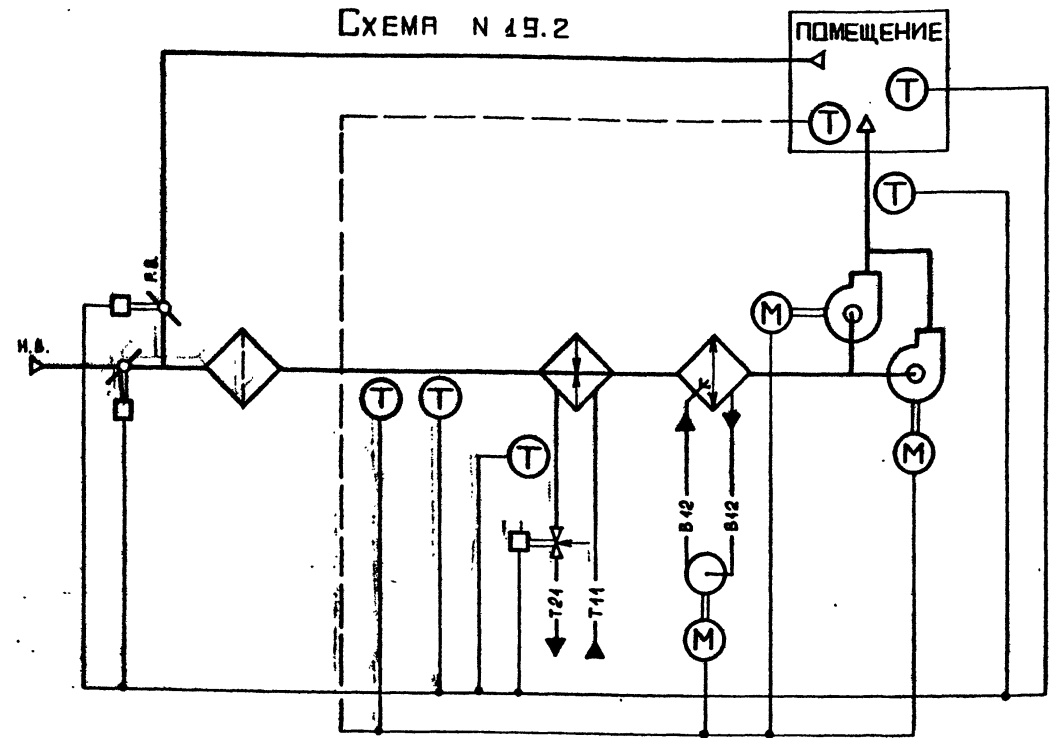 СХЕМА N 19.2
ПОМЕЩЕНИЕ
Т
Т
Т
Р.В.
Н.В.
М
Т
Т
М
Т
В12
В12
Т21
Т11
М